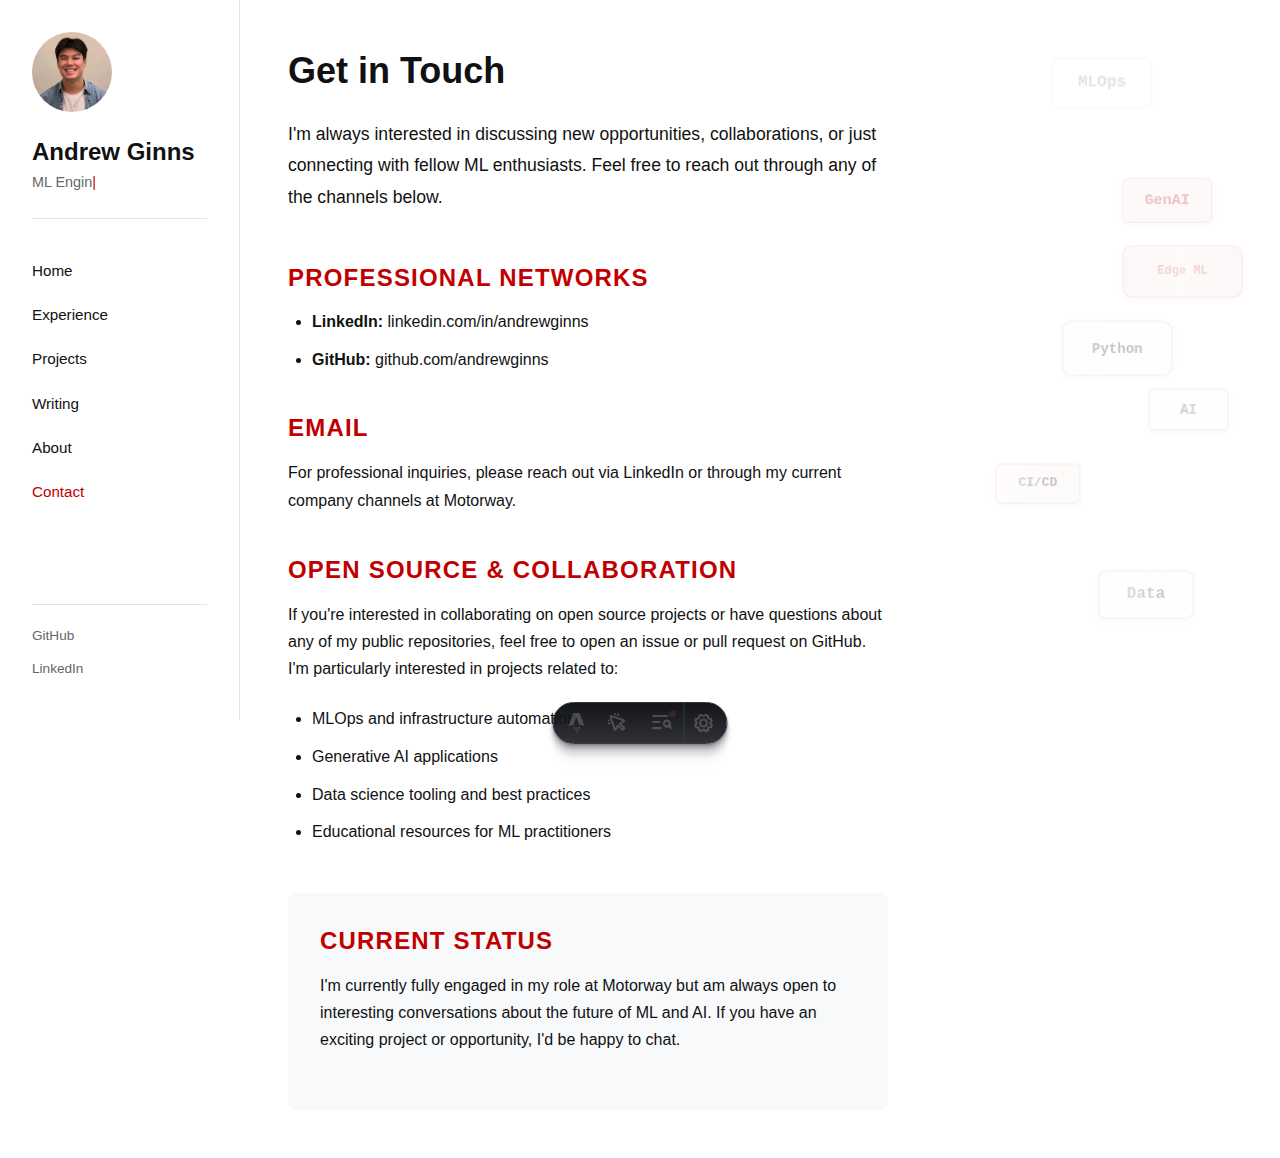 Andrew Ginns
ML Engin
Home
Experience
Projects
Writing
About
Contact
GitHub
LinkedIn
Get in Touch
I'm always interested in discussing new opportunities, collaborations, or just
connecting with fellow ML enthusiasts. Feel free to reach out through any of
the channels below.
PROFESSIONAL NETWORKS
• LinkedIn: linkedin.com/in/andrewginns
• GitHub: github.com/andrewginns
EMAIL
For professional inquiries, please reach out via LinkedIn or through my current
company channels at Motorway.
OPEN SOURCE & COLLABORATION
If you're interested in collaborating on open source projects or have questions about
any of my public repositories, feel free to open an issue or pull request on GitHub.
I'm particularly interested in projects related to:
• MLOps and infrastructure automation
• Generative AI applications
• Data science tooling and best practices
• Educational resources for ML practitioners
CURRENT STATUS
I'm currently fully engaged in my role at Motorway but am always open to
interesting conversations about the future of ML and AI. If you have an
exciting project or opportunity, I'd be happy to chat.
MLOps
GenAI
Edge ML
Python
AI
CI/CD
Data